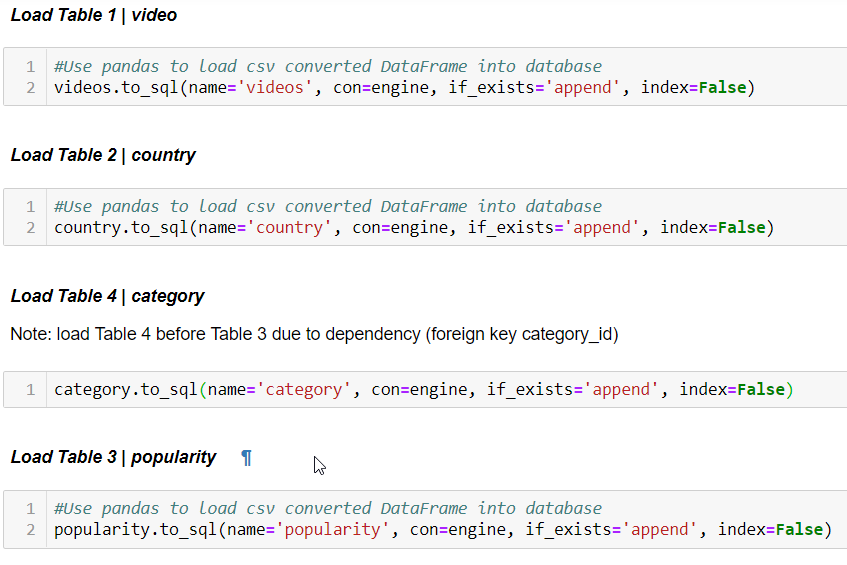 Load Table 1 | video
1 #Use pandas to load csv converted DataFrame into database
2 videos.to_sql(name='videos', con=engine, if_exists='append', index=False)
Load Table 2 | country
1 #Use pandas to load csv converted DataFrame into database
2 country.to_sql(name='country', con=engine, if_exists='append', index=False)
Load Table 4 | category
Note: load Table 4 before Table 3 due to dependency (foreign key category_id)
1 category.to_sql(name='category', con=engine, if_exists='append', index=False)
Load Table 3 | popularity ¶
1 #Use pandas to load csv converted DataFrame into database
2 popularity.to_sql(name='popularity', con=engine, if_exists='append', index=False)